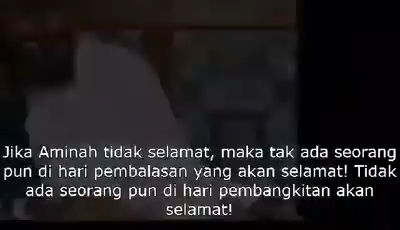 Jika Aminah tidak selamat, maka tak ada seorang
pun di hari pembalasan yang akan selamat! Tidak
ada seorang pun di hari pembangkitan akan
selamat!